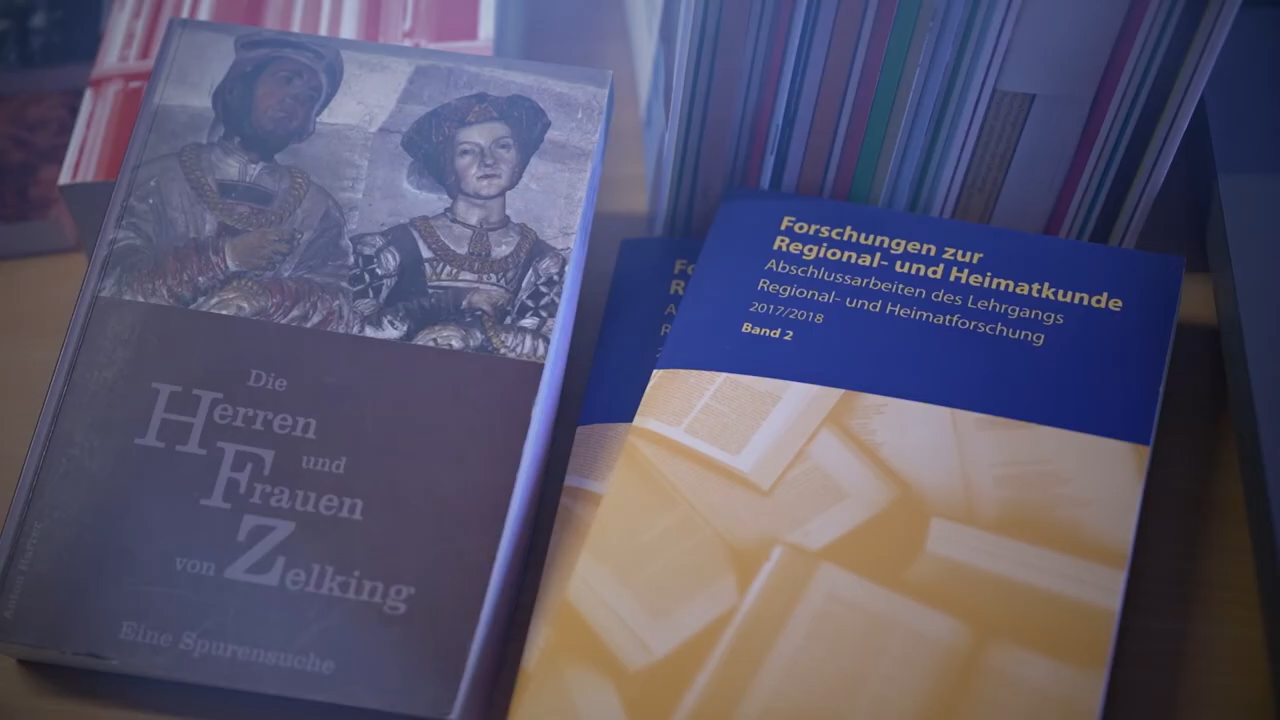 Die
Herren
und
Frauen
von Zelking
Eine Spurensuche
Forschungen zur
Regional- und Heimatkunde
Abschlussarbeiten des Lehrgangs
Regional- und Heimatforschung
2017/2018
Band 2